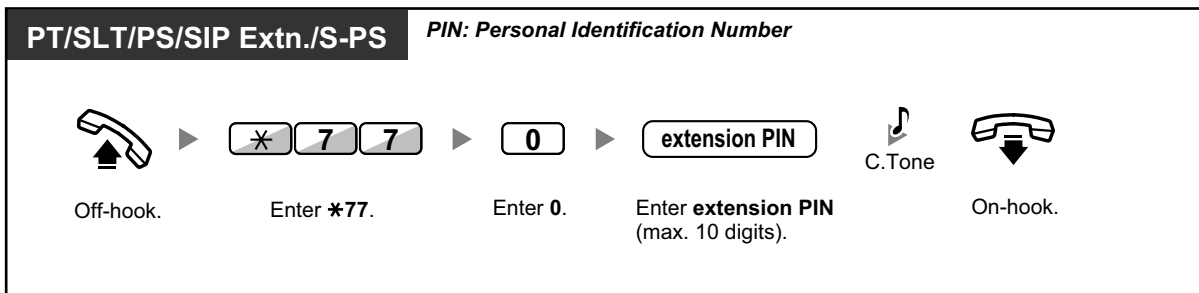 PT/SLT/PS/SIP Extn./S-PS
PIN: Personal Identification Number
* 7 7 0 extension PIN
C.Tone
Off-hook. Enter *77. Enter 0. Enter extension PIN On-hook.
(max. 10 digits).